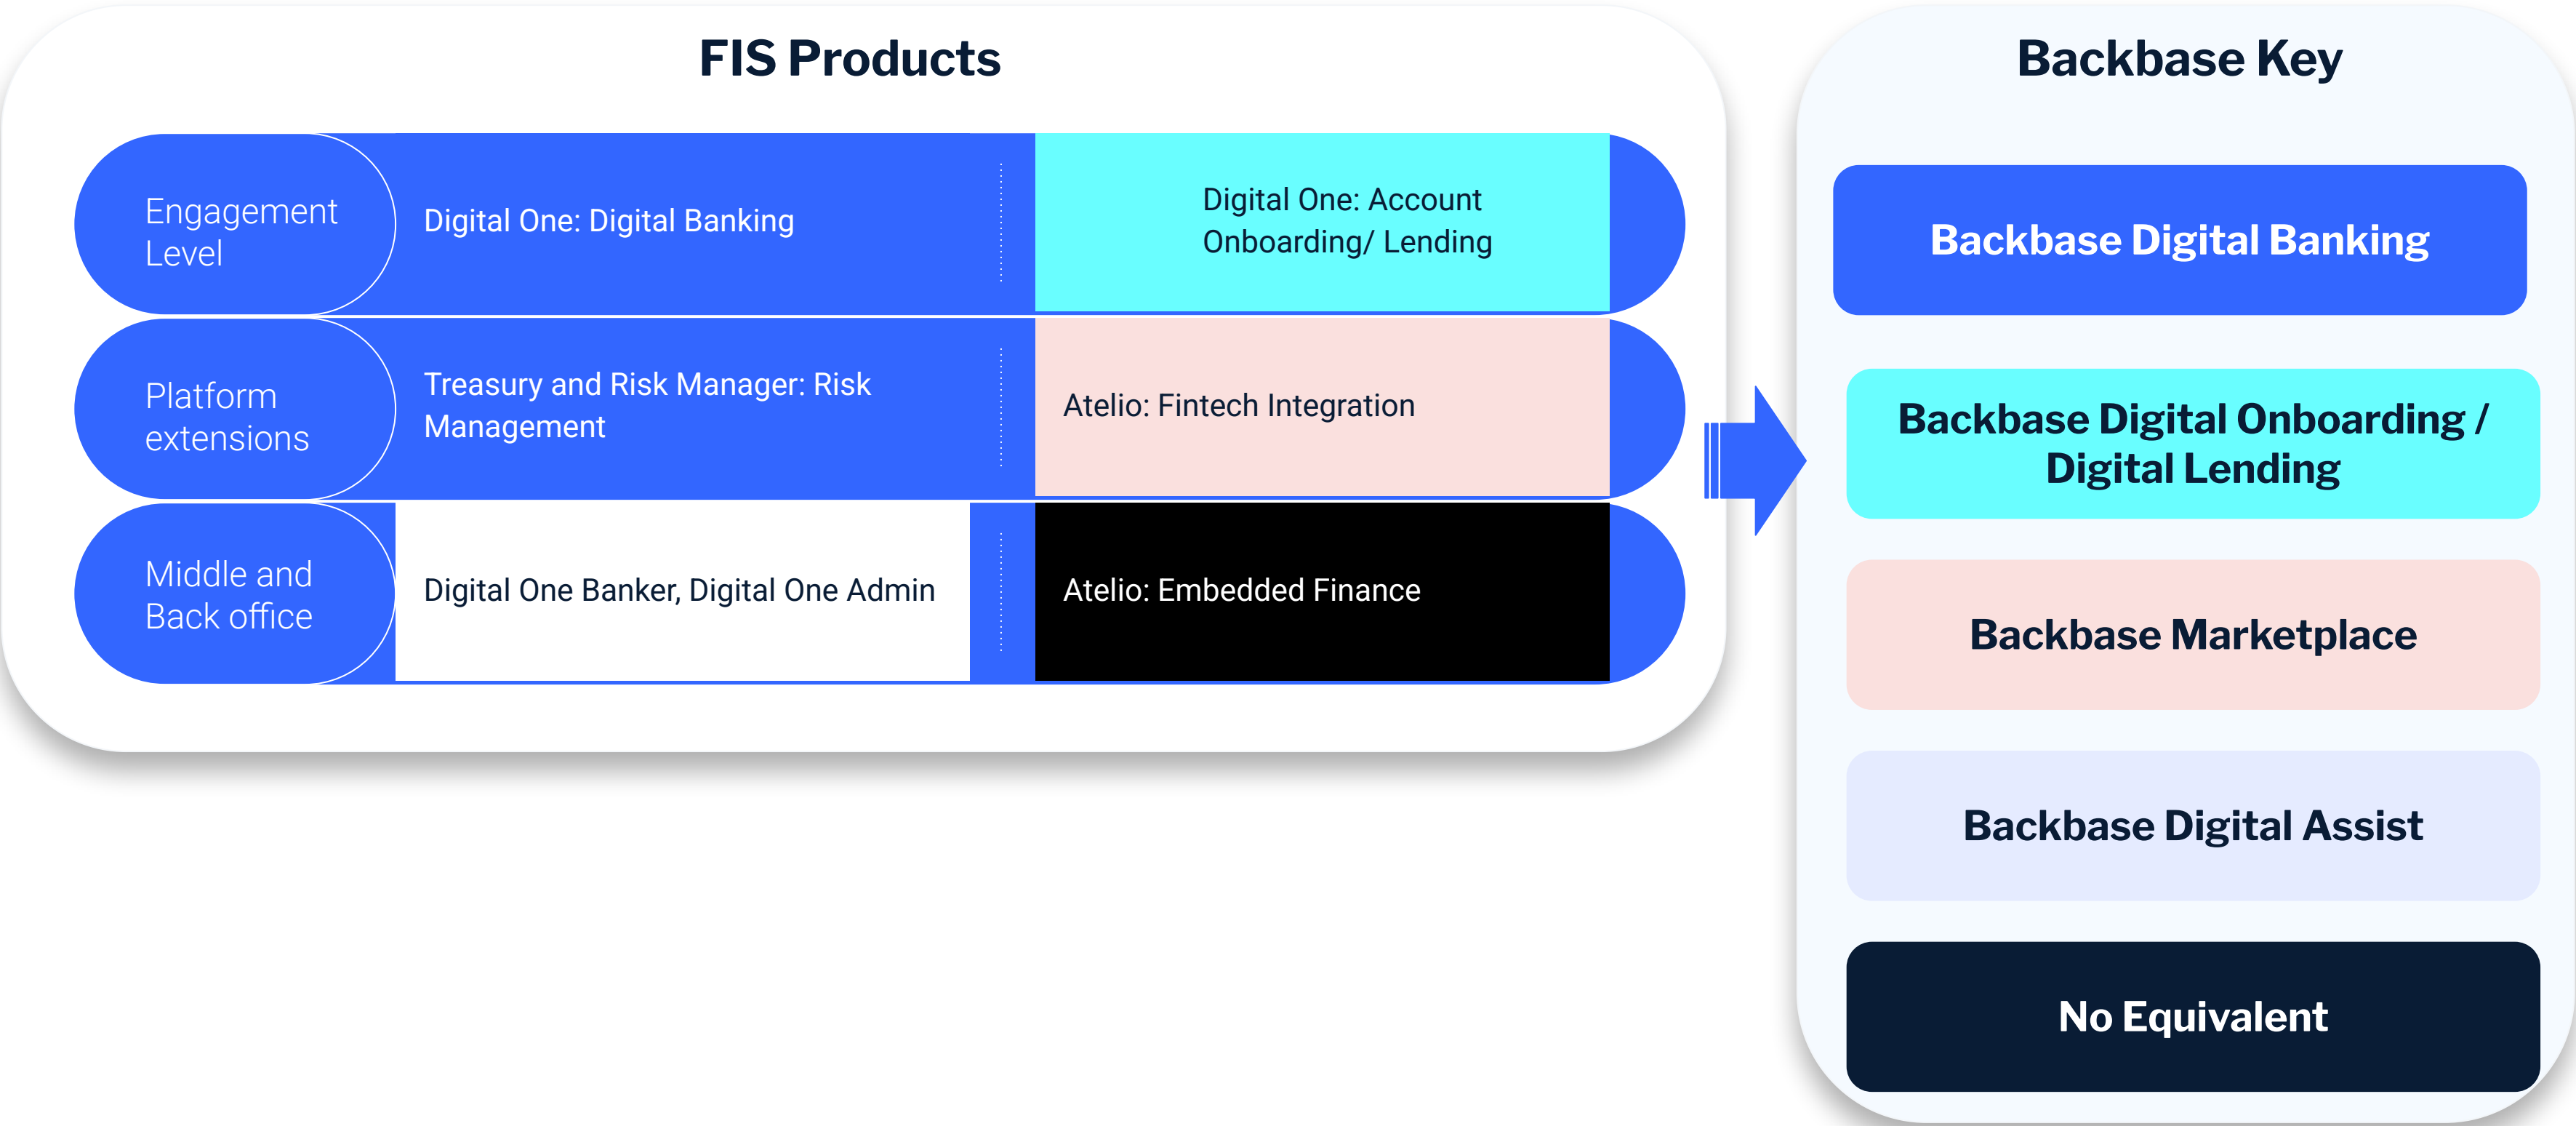 FIS Products
Engagement
Level
Digital One: Digital Banking
Digital One: Account
Onboarding/ Lending
Platform
extensions
Treasury and Risk Manager: Risk
Management
Atelio: Fintech Integration
Middle and
Back office
Digital One Banker, Digital One Admin
Atelio: Embedded Finance
Backbase Key
Backbase Digital Banking
Backbase Digital Onboarding /
Digital Lending
Backbase Marketplace
Backbase Digital Assist
No Equivalent